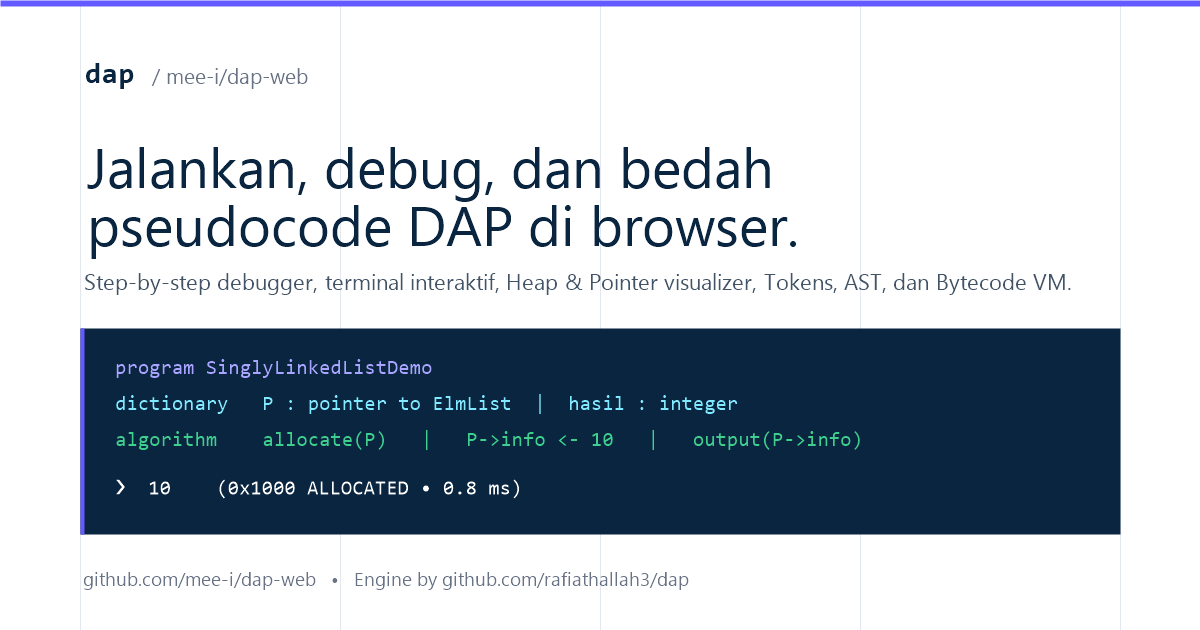 dap / mee-i/dap-web
Jalankan, debug, dan bedah
pseudocode DAP di browser.
Step-by-step debugger, terminal interaktif, Heap & Pointer visualizer, Tokens, AST, dan Bytecode VM.
program SinglyLinkedListDemo
dictionary   P : pointer to ElmList  |  hasil : integer
algorithm    allocate(P)   |   P->info <- 10   |   output(P->info)
❯  10    (0x1000 ALLOCATED • 0.8 ms)
github.com/mee-i/dap-web  •  Engine by github.com/rafiathallah3/dap